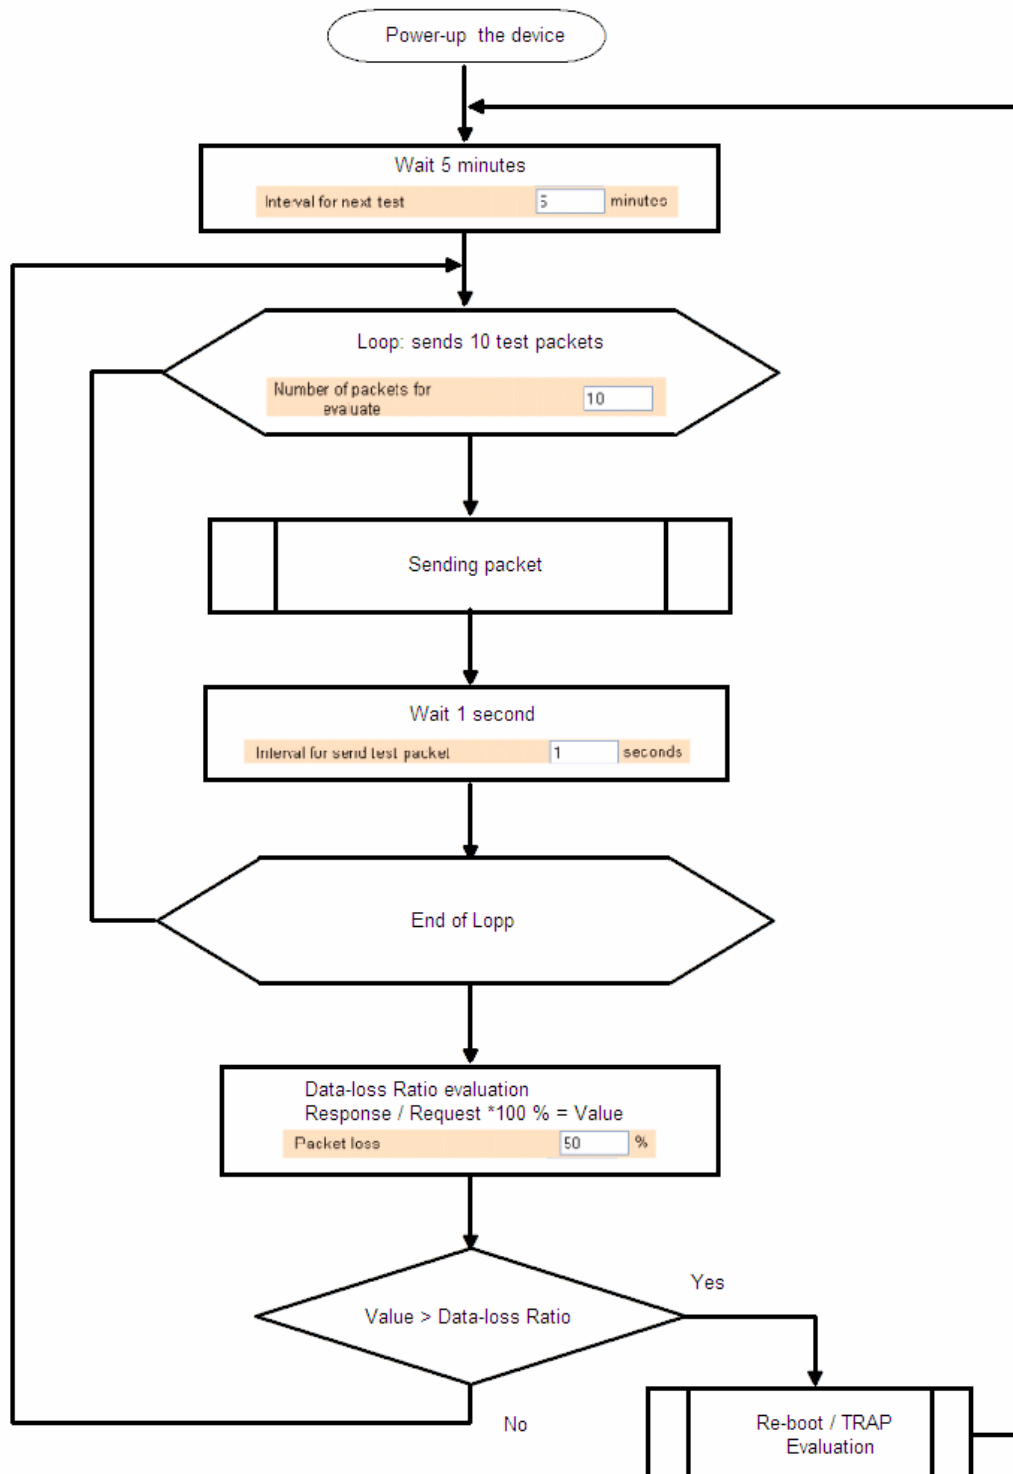 Power-up the device
Wait 5 minutes
Interval for next test 5 minutes
Loop: sends 10 test packets
Number of packets for
evaluate
10
Sending packet
Wait 1 second
Interval for send test packet 1 seconds
End of Lopp
Data-loss Ratio evaluation
Response / Request *100 % = Value
Packet loss 50 %
Yes
Value > Data-loss Ratio
No
Re-boot / TRAP
Evaluation